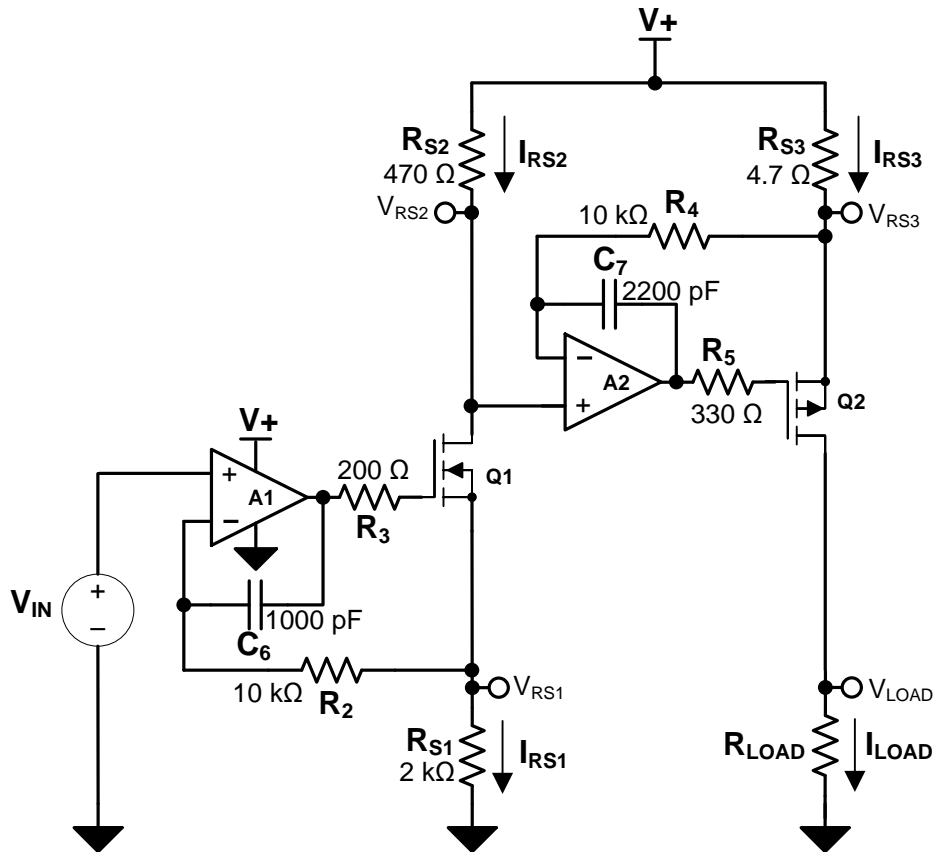 V+
RS2
470 Ω
IRS2
RS3
4.7 Ω
IRS3
VRS2
10 kΩ
R4
VRS3
C7
2200 pF
−
A2
+
R5
330 Ω
Q2
V+
+
A1
−
200 Ω
R3
Q1
VIN
+
−
1000 pF
C6
10 kΩ
R2
VRS1
RS1
2 kΩ
IRS1
VLOAD
RLOAD
ILOAD